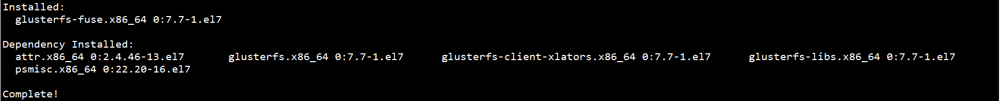 Installed:
  glusterfs-fuse.x86_64 0:7.7-1.el7

Dependency Installed:
  attr.x86_64 0:2.4.46-13.el7       glusterfs.x86_64 0:7.7-1.el7      glusterfs-client-xlators.x86_64 0:7.7-1.el7      glusterfs-libs.x86_64 0:7.7-1.el7
  psmisc.x86_64 0:22.20-16.el7

Complete!